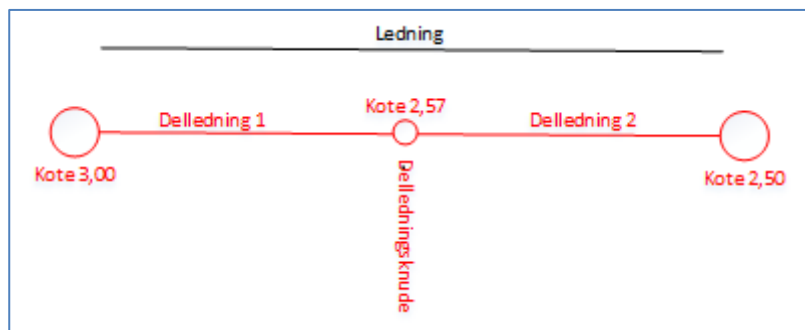 Ledning
Kote 2,57
Delledning 1
Delledning 2
Kote 3,00
Kote 2,50
Delledningsknude